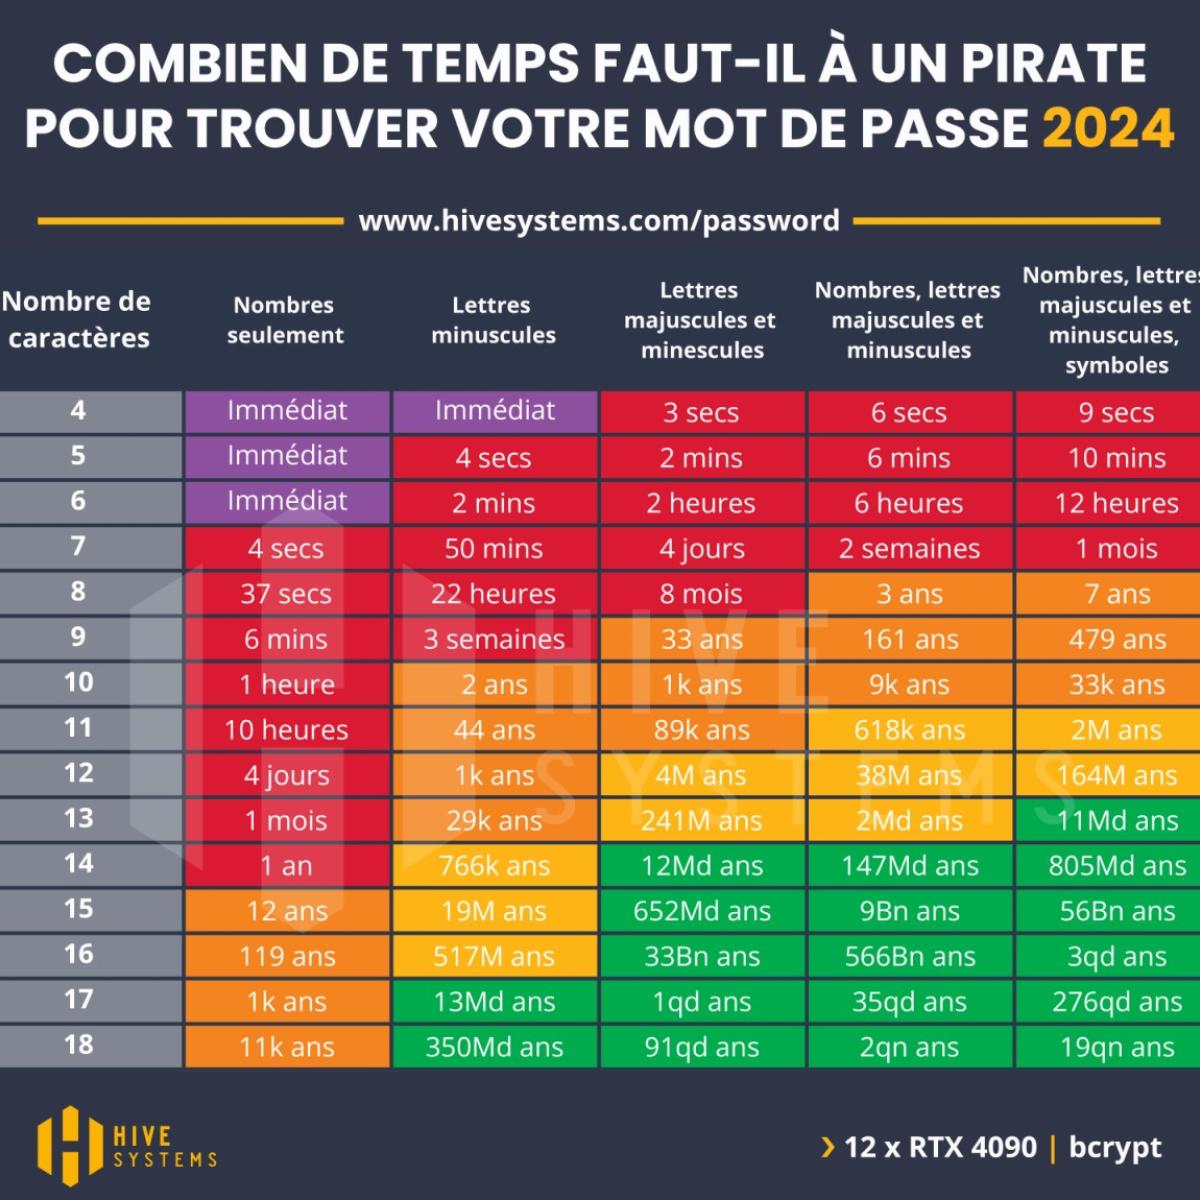 COMBIEN DE TEMPS FAUT-IL À UN PIRATE
POUR TROUVER VOTRE MOT DE PASSE 2024
www.hivesystems.com/password
Nombre de caractères
Nombres seulement
Lettres minuscules
Lettres majuscules et minescules
Nombres, lettres majuscules et minuscules
Nombres, lettres majuscules et minuscules, symboles
4 Immédiat Immédiat 3 secs 6 secs 9 secs
5 Immédiat 4 secs 2 mins 6 mins 10 mins
6 Immédiat 2 mins 2 heures 6 heures 12 heures
7 4 secs 50 mins 4 jours 2 semaines 1 mois
8 37 secs 22 heures 8 mois 3 ans 7 ans
9 6 mins 3 semaines 33 ans 161 ans 479 ans
10 1 heure 2 ans 1k ans 9k ans 33k ans
11 10 heures 44 ans 89k ans 618k ans 2M ans
12 4 jours 1k ans 4M ans 38M ans 164M ans
13 1 mois 29k ans 241M ans 2Md ans 11Md ans
14 1 an 766k ans 12Md ans 147Md ans 805Md ans
15 12 ans 19M ans 652Md ans 9Bn ans 56Bn ans
16 119 ans 517M ans 33Bn ans 566Bn ans 3qd ans
17 1k ans 13Md ans 1qd ans 35qd ans 276qd ans
18 11k ans 350Md ans 91qd ans 2qn ans 19qn ans
HIVE
SYSTEMS
HIVE
SYSTEMS
12 x RTX 4090 | bcrypt